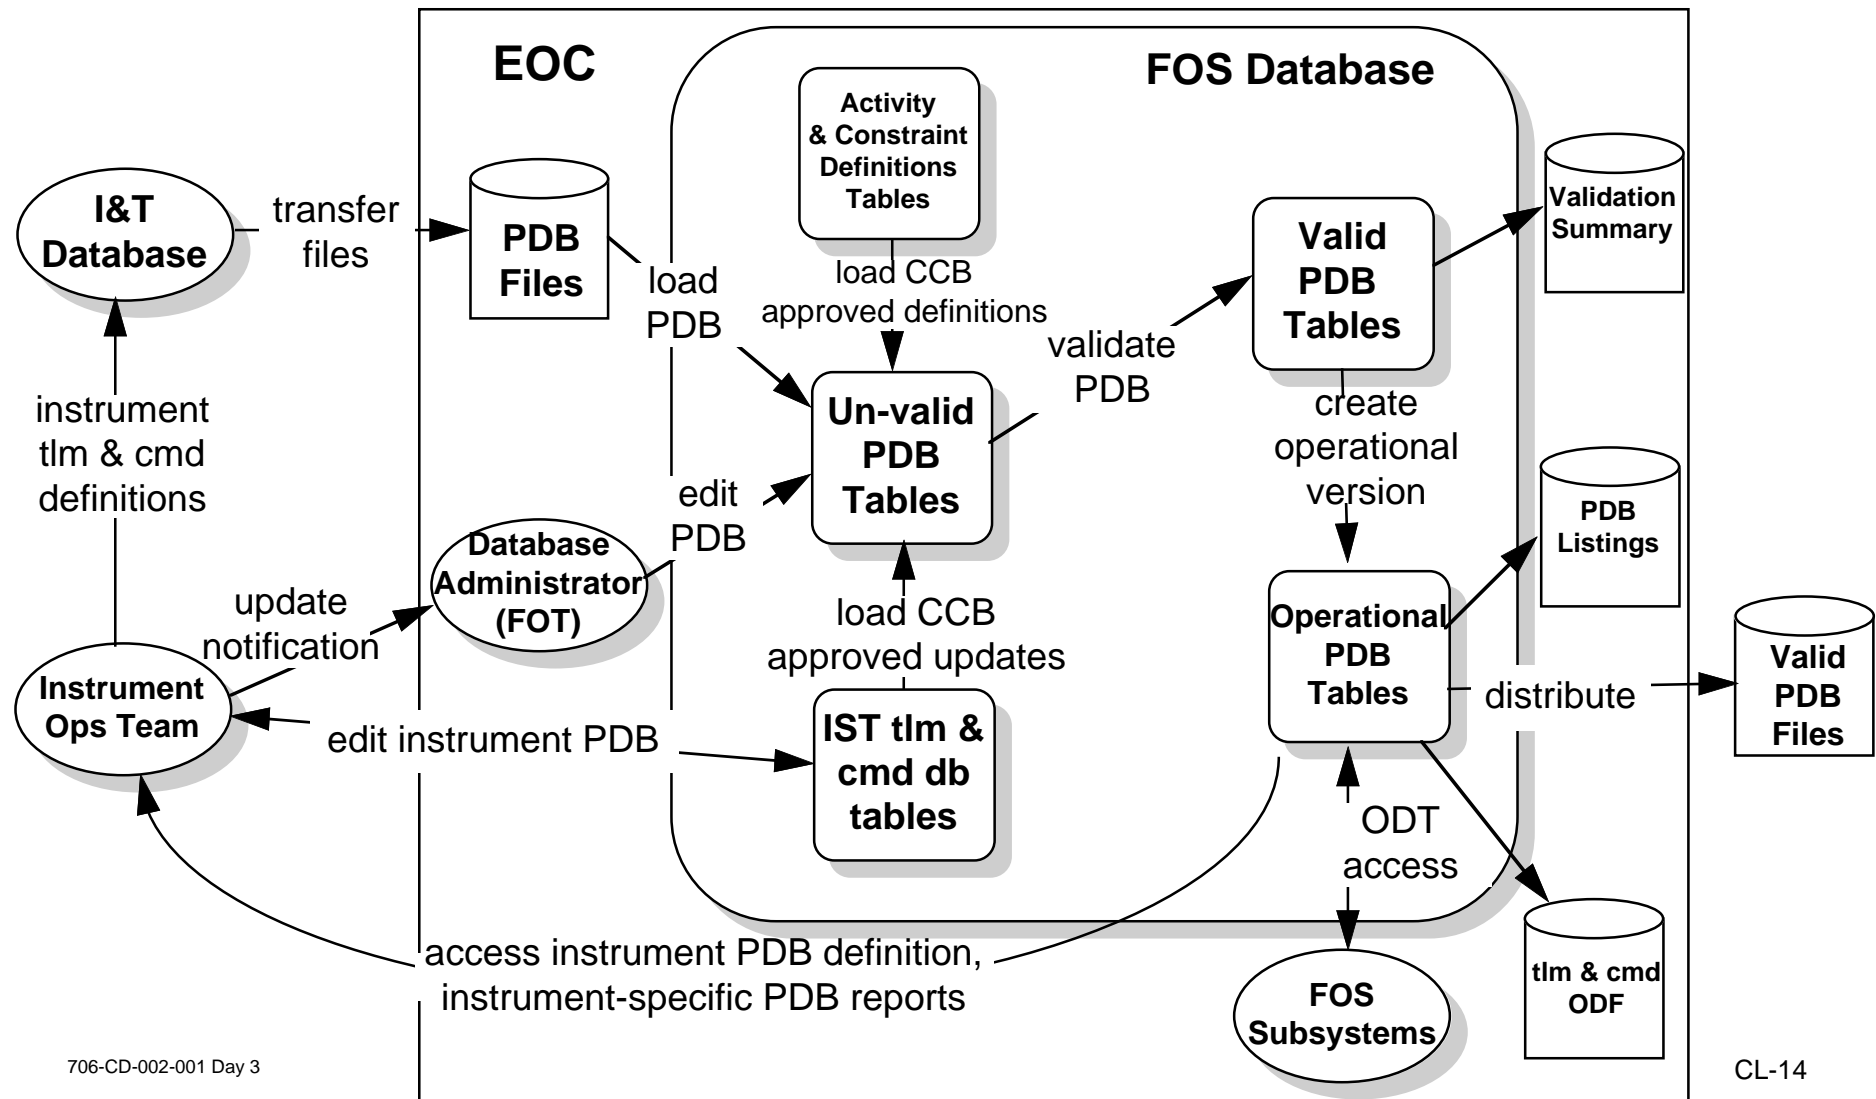 EOC
FOS Database
Activity
& Constraint
Definitions
Tables
I&T
Database
transfer
files
PDB
Files
load
PDB
load CCB
approved definitions
validate
PDB
Valid
PDB
Tables
Validation
Summary
instrument
tlm & cmd
definitions
Un-valid
PDB
Tables
create
operational
version
edit
PDB
PDB
Listings
Database
Administrator
(FOT)
update
notification
load CCB
approved updates
Operational
PDB
Tables
distribute
Valid
PDB
Files
Instrument
Ops Team
edit instrument PDB
IST tlm &
cmd db
tables
ODT
access
access instrument PDB definition,
instrument-specific PDB reports
FOS
Subsystems
tlm & cmd
ODF
706-CD-002-001 Day 3
CL-14